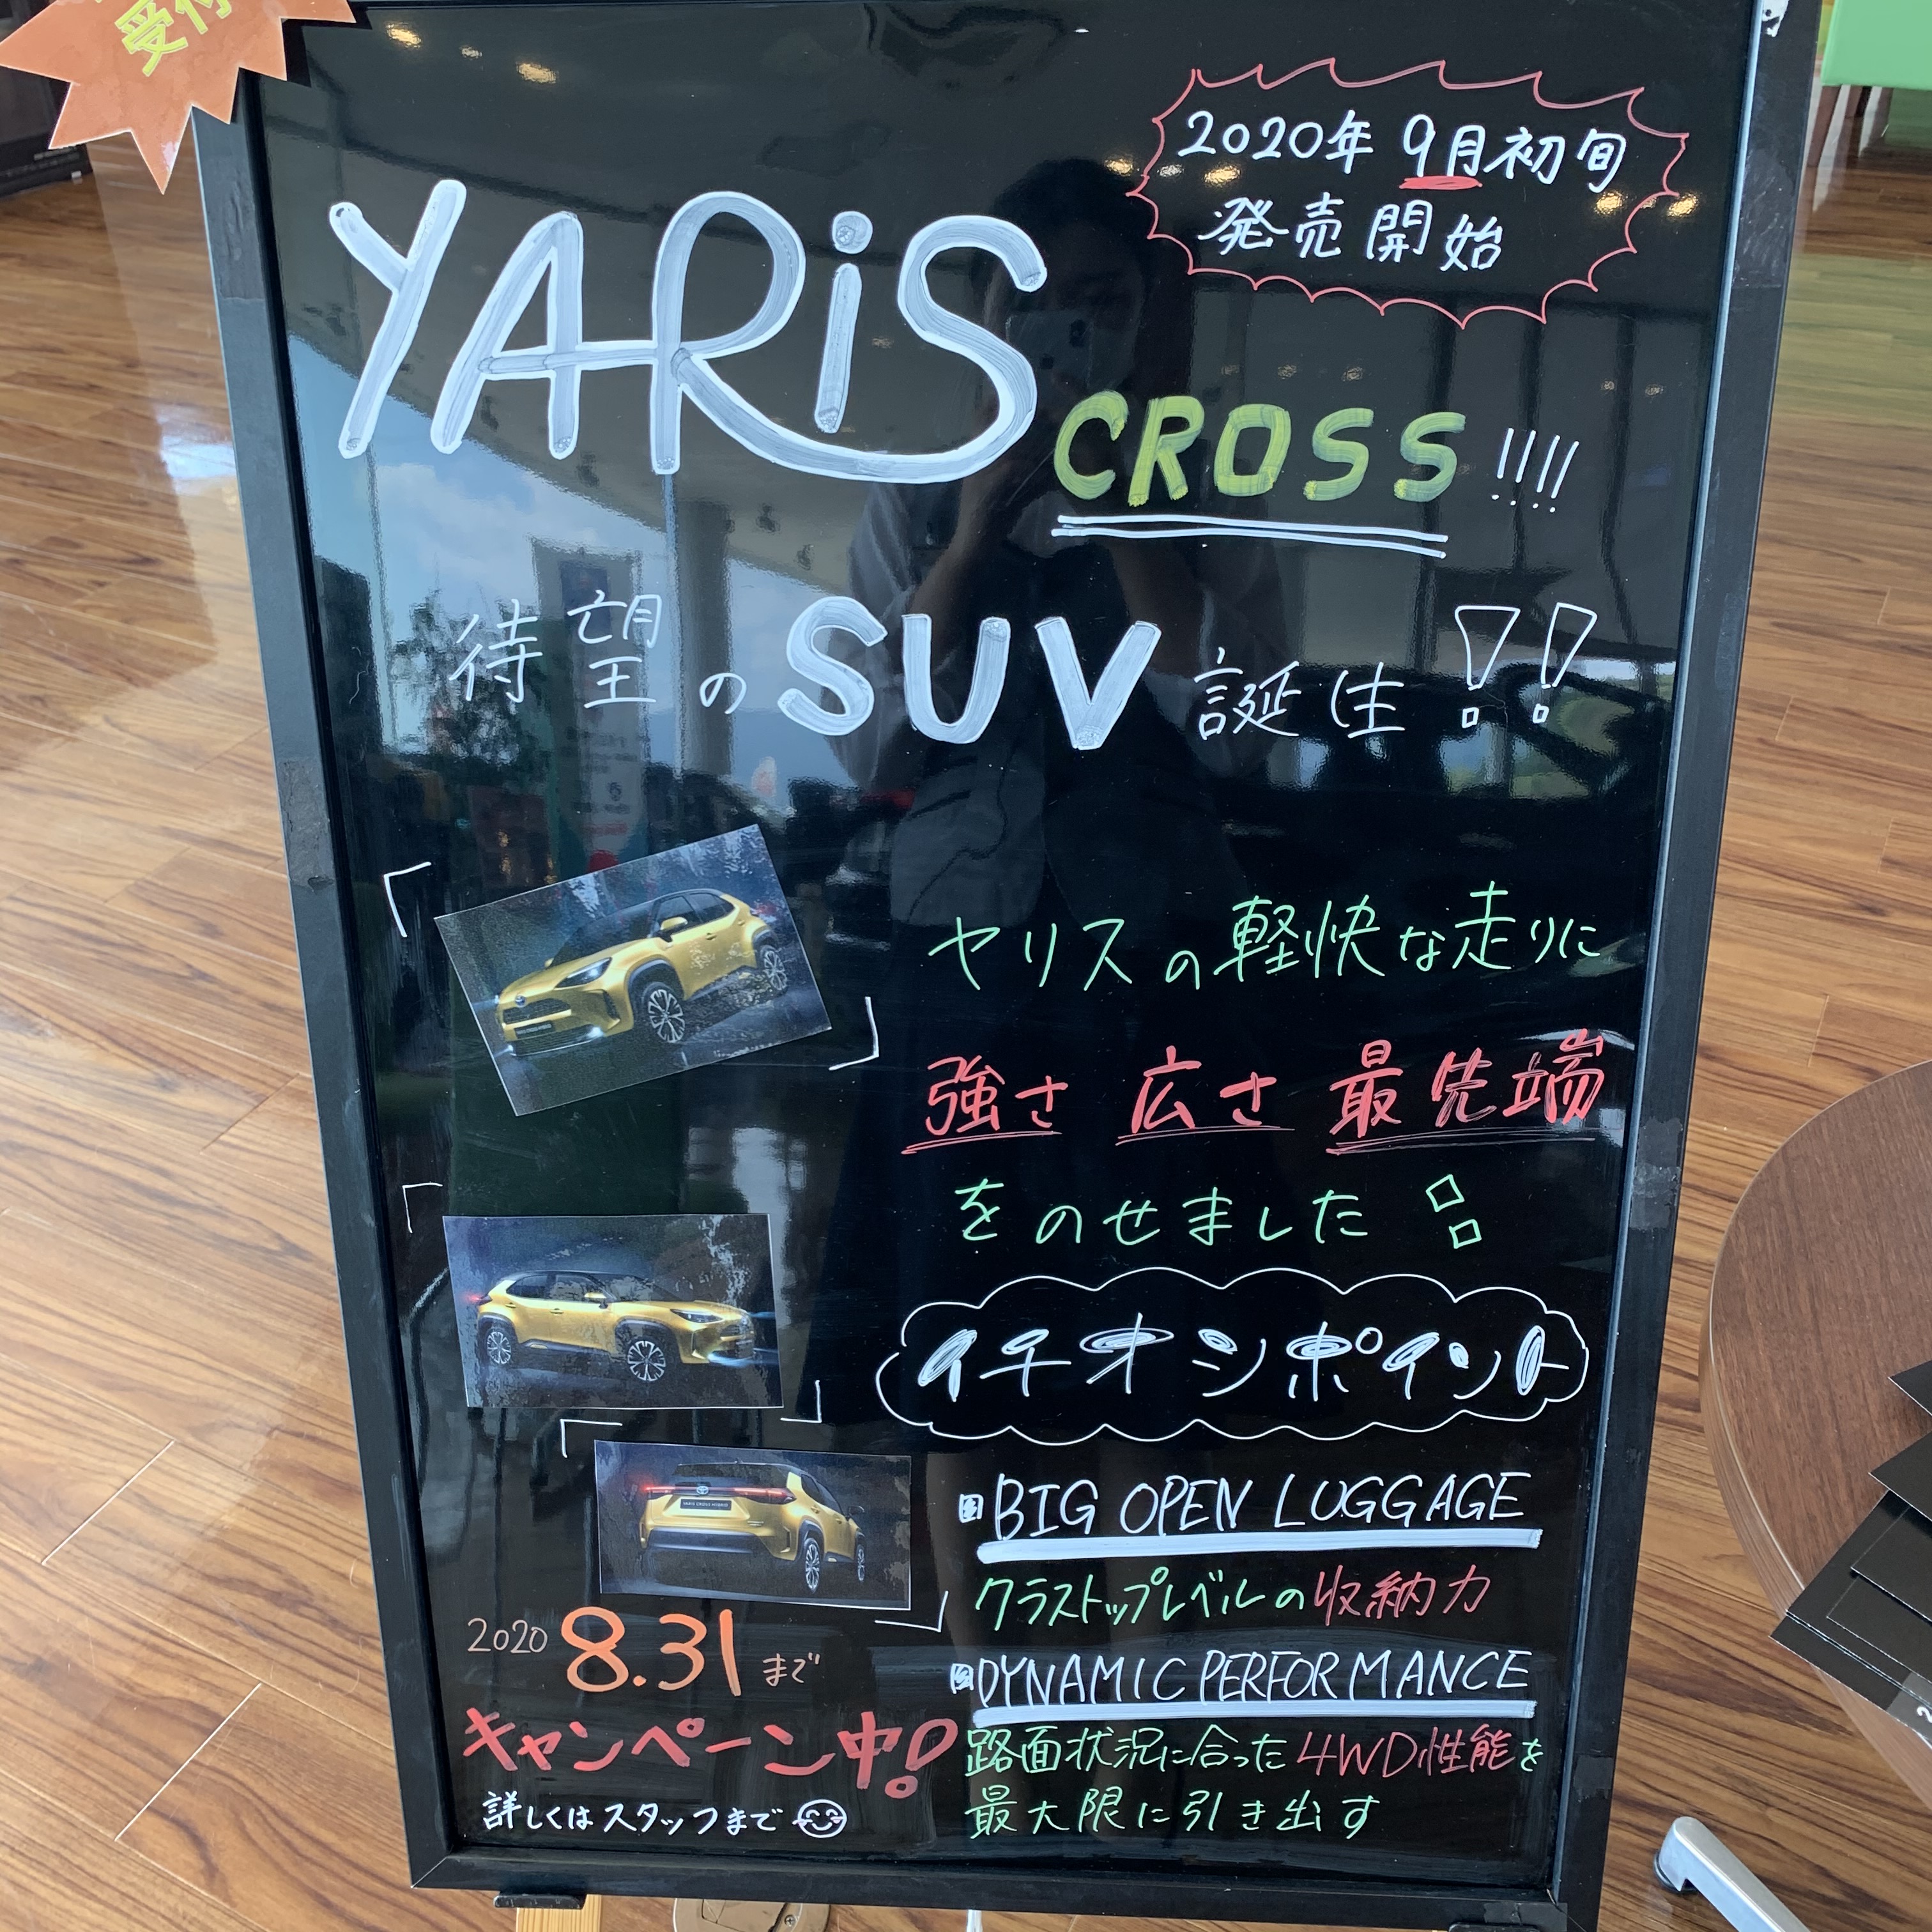 受付
2020年 9月初旬
発売開始
YARiS
CROSS !!!!
待望のSUV誕生!!
ヤリスの軽快な走りに
強さ 広さ 最先端
をのせました
イチオシポイント
BIG OPEN LUGGAGE
クラストップレベルの収納力
DYNAMIC PERFORMANCE
路面状況に合った4WD性能を
最大限に引き出す
YARIS CROSS HYBRID
2020 8.31 まで
キャンペーン中!
詳しくはスタッフまで